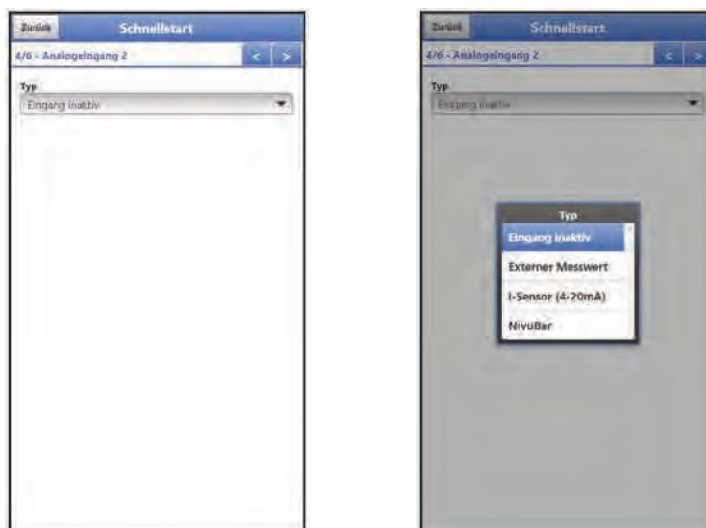 Zurück Schnellstart
4/6 - Analogeingang 2 < >
Typ
Eingang inaktiv
Zurück Schnellstart
4/6 - Analogeingang 2 < >
Typ
Eingang inaktiv
Typ
Eingang inaktiv
Externer Messwert
I-Sensor (4-20mA)
NivuBar